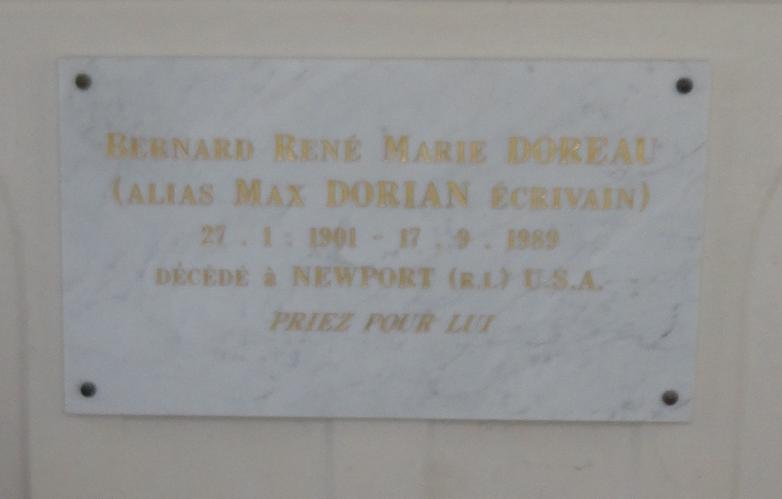 BERNARD RENÉ MARIE DOREAU
(ALIAS MAX DORIAN ÉCRIVAIN)
27 . 1 . 1901 - 17 . 9 . 1989
DÉCÉDÉ à NEWPORT (R.I.) U.S.A.
PRIEZ POUR LUI